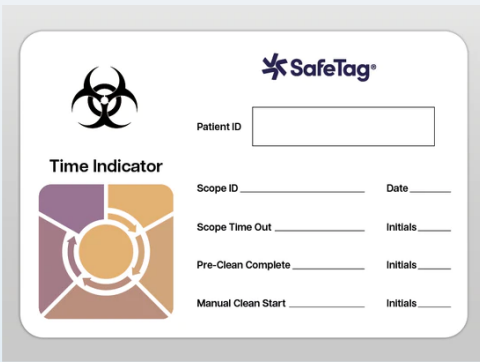 SafeTag®
Patient ID
Time Indicator
Scope ID Date
Scope Time Out Initials
Pre-Clean Complete Initials
Manual Clean Start Initials